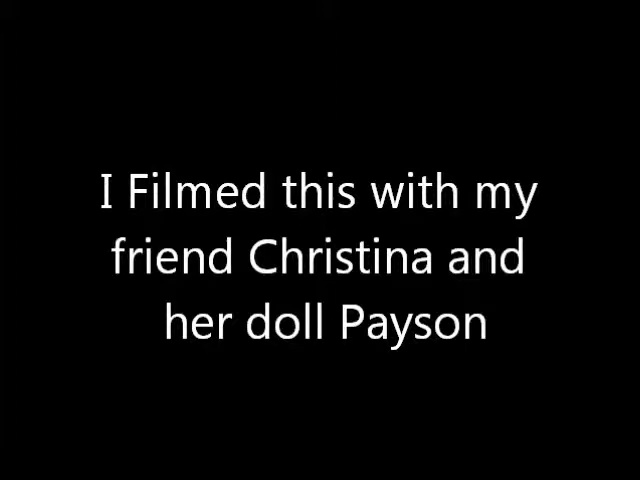 I Filmed this with my
friend Christina and
her doll Payson